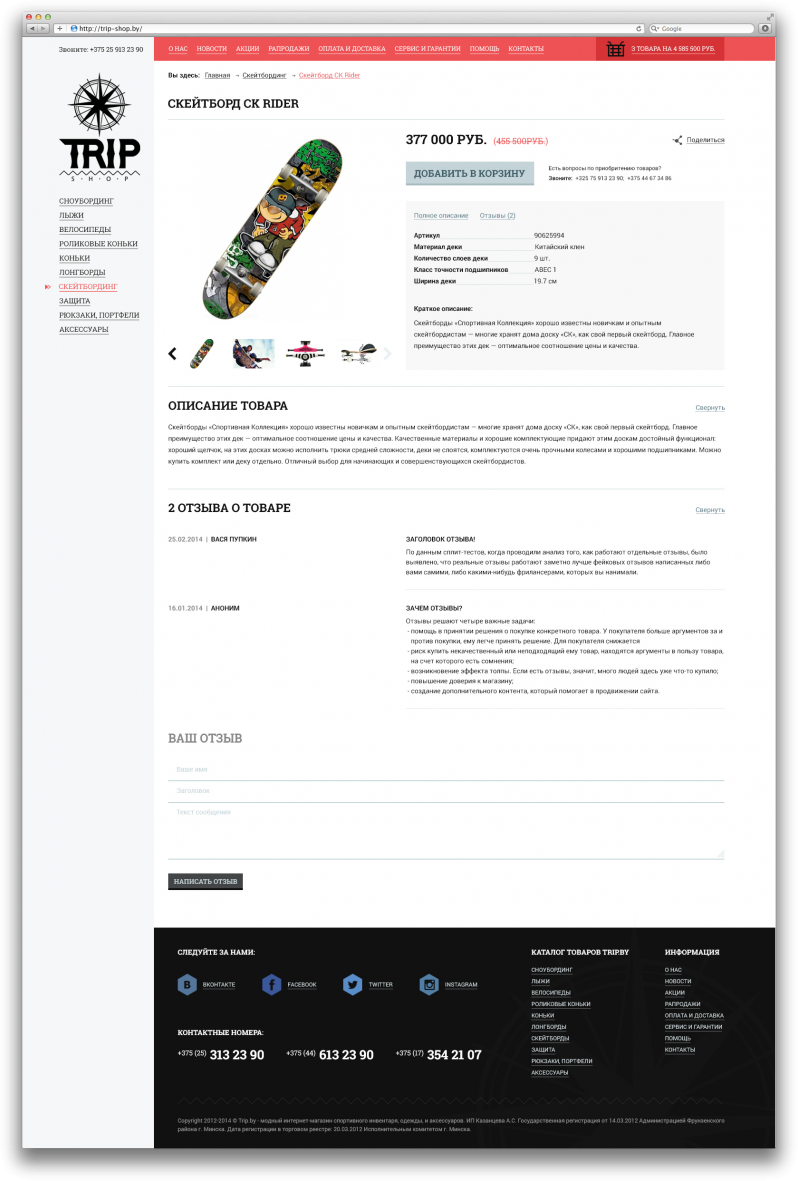 http://trip-shop.by/
Google
Звоните: +375 25 913 23 90
О НАС НОВОСТИ АКЦИИ РАПРОДАЖИ ОПЛАТА И ДОСТАВКА СЕРВИС И ГАРАНТИИ ПОМОЩЬ КОНТАКТЫ
3 ТОВАРА НА 4 585 500 РУБ.
Вы здесь: Главная → Скейтбординг → Скейтборд CK Rider
TRIP
S·H·O·P
СНОУБОРДИНГ
ЛЫЖИ
ВЕЛОСИПЕДЫ
РОЛИКОВЫЕ КОНЬКИ
КОНЬКИ
ЛОНГБОРДЫ
СКЕЙТБОРДИНГ
ЗАЩИТА
РЮКЗАКИ, ПОРТФЕЛИ
АКСЕССУАРЫ
СКЕЙТБОРД CK RIDER
377 000 РУБ. (455 500РУБ.)
Поделиться
ДОБАВИТЬ В КОРЗИНУ
Есть вопросы по приобритению товаров?
Звоните: +325 75 913 23 90, +375 44 67 34 86
Полное описание Отзывы (2)
Артикул 90625994
Материал деки Китайский клен
Количество слоев деки 9 шт.
Класс точности подшипников ABEC 1
Ширина деки 19.7 см
Краткое описание:
Скейтборды «Спортивная Коллекция» хорошо известны новичкам и опытным
скейтбордистам — многие хранят дома доску «СК», как свой первый скейтборд. Главное
преимущество этих дек — оптимальное соотношение цены и качества.
ОПИСАНИЕ ТОВАРА
Свернуть
Скейтборды «Спортивная Коллекция» хорошо известны новичкам и опытным скейтбордистам — многие хранят дома доску «СК», как свой первый скейтборд. Главное
преимущество этих дек — оптимальное соотношение цены и качества. Качественные материалы и хорошие комплектующие придают этим доскам достойный функционал:
хороший щелчок, на этих досках можно исполнять трюки средней сложности, деки не слоятся, комплектуются очень прочными колесами и хорошими подшипниками. Можно
купить комплект или деку отдельно. Отличный выбор для начинающих и совершенствующихся скейтбордистов.
2 ОТЗЫВА О ТОВАРЕ
Свернуть
25.02.2014 | ВАСЯ ПУПКИН
ЗАГОЛОВОК ОТЗЫВА!
По данным сплит-тестов, когда проводили анализ того, как работают отдельные отзывы, было
выявлено, что реальные отзывы работают заметно лучше фейковых отзывов написанных либо
вами самими, либо какими-нибудь фрилансерами, которых вы нанимали.
16.01.2014 | АНОНИМ
ЗАЧЕМ ОТЗЫВЫ?
Отзывы решают четыре важные задачи:
- помощь в принятии решения о покупке конкретного товара. У покупателя больше аргументов за и
против покупки, ему легче принять решение. Для покупателя снижается
- риск купить некачественный или неподходящий ему товар, находятся аргументы в пользу товара,
на счет которого есть сомнения;
- возникновение эффекта толпы. Если есть отзывы, значит, много людей здесь уже что-то купило;
- повышение доверия к магазину;
- создание дополнительного контента, который помогает в продвижении сайта.
ВАШ ОТЗЫВ
Ваше имя
Заголовок
Текст сообщения
НАПИСАТЬ ОТЗЫВ
СЛЕДУЙТЕ ЗА НАМИ:
ВКОНТАКТЕ FACEBOOK TWITTER INSTAGRAM
КОНТАКТНЫЕ НОМЕРА:
+375 (25) 313 23 90 +375 (44) 613 23 90 +375 (17) 354 21 07
КАТАЛОГ ТОВАРОВ TRIP.BY
СНОУБОРДИНГ
ЛЫЖИ
ВЕЛОСИПЕДЫ
РОЛИКОВЫЕ КОНЬКИ
КОНЬКИ
ЛОНГБОРДЫ
СКЕЙТБОРДЫ
ЗАЩИТА
РЮКЗАКИ, ПОРТФЕЛИ
АКСЕССУАРЫ
ИНФОРМАЦИЯ
О НАС
НОВОСТИ
АКЦИИ
РАПРОДАЖИ
ОПЛАТА И ДОСТАВКА
СЕРВИС И ГАРАНТИИ
ПОМОЩЬ
КОНТАКТЫ
Copyright 2012-2014 © Trip.by - модный интернет-магазин спортивного инвентаря, одежды, и аксессуаров. ИП Казанцева А.С. Государственная регистрация от 14.03.2012 Администрацией Фрунзенского
района г. Минска. Дата регистрации в торговом реестре: 20.03.2012 Исполнительным комитетом г. Минска.